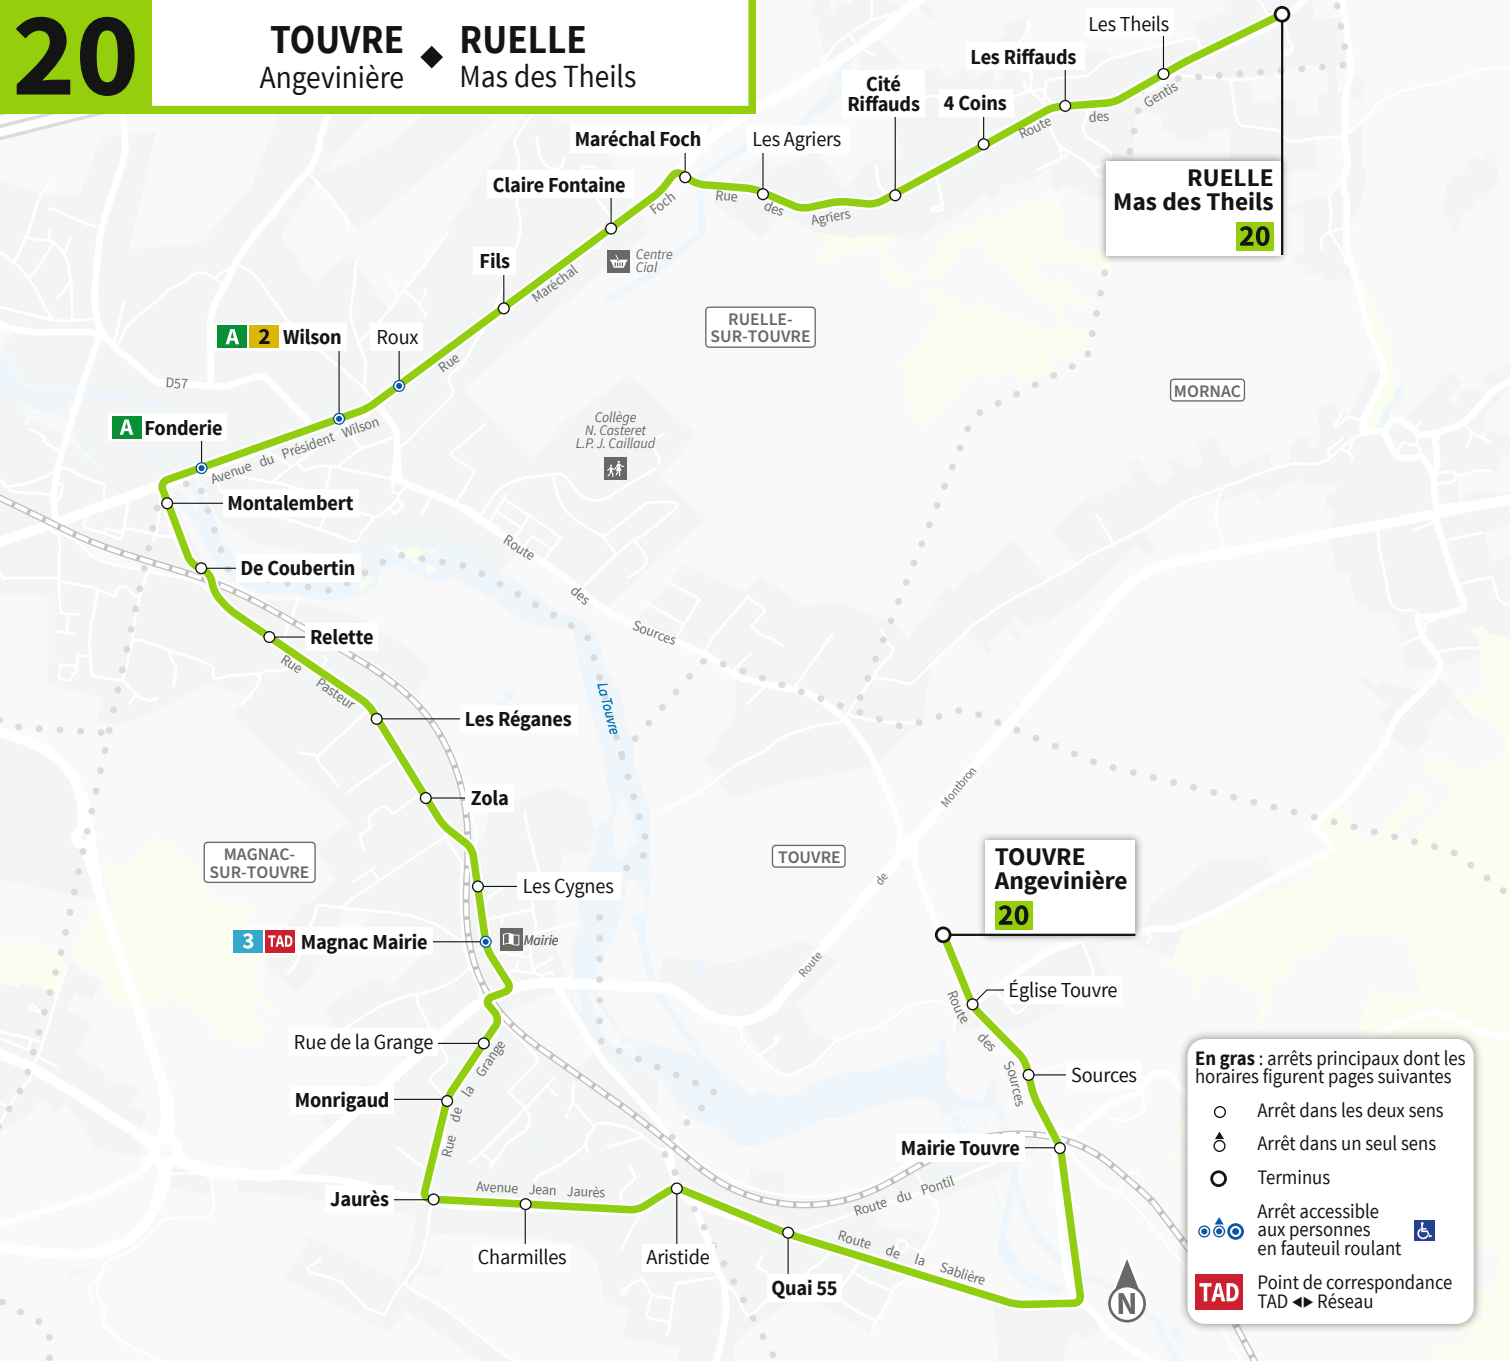 20
TOUVRE
Angevinière
RUELLE
Mas des Theils
Les Theils
Les Riffauds
Cité
Riffauds
4 Coins
Gentis
des
Route
Maréchal Foch
Les Agriers
Claire Fontaine
Foch
Rue
des
Agriers
RUELLE
Mas des Theils
20
Fils
Centre
Cial
Maréchal
RUELLE-
SUR-TOUVRE
A 2 Wilson
Roux
Rue
D57
MORNAC
A Fonderie
Avenue du Président Wilson
Collège
N. Casteret
L.P. J. Caillaud
Montalembert
Route
des
Sources
De Coubertin
Relette
Rue
Pasteur
La Touvre
Les Réganes
Zola
Montbron
de
Route
MAGNAC-
SUR-TOUVRE
TOUVRE
TOUVRE
Angevinière
20
Les Cygnes
3 TAD Magnac Mairie
Mairie
Église Touvre
Route
des
Sources
Rue de la Grange
Sources
Monrigaud
Rue de la Grange
Mairie Touvre
Jaurès
Avenue Jean Jaurès
Route du Pontil
Charmilles
Aristide
Route de la Sablière
Quai 55
N
En gras : arrêts principaux dont les
horaires figurent pages suivantes
Arrêt dans les deux sens
Arrêt dans un seul sens
Terminus
Arrêt accessible
aux personnes
en fauteuil roulant
TAD
Point de correspondance
TAD ◂▸ Réseau